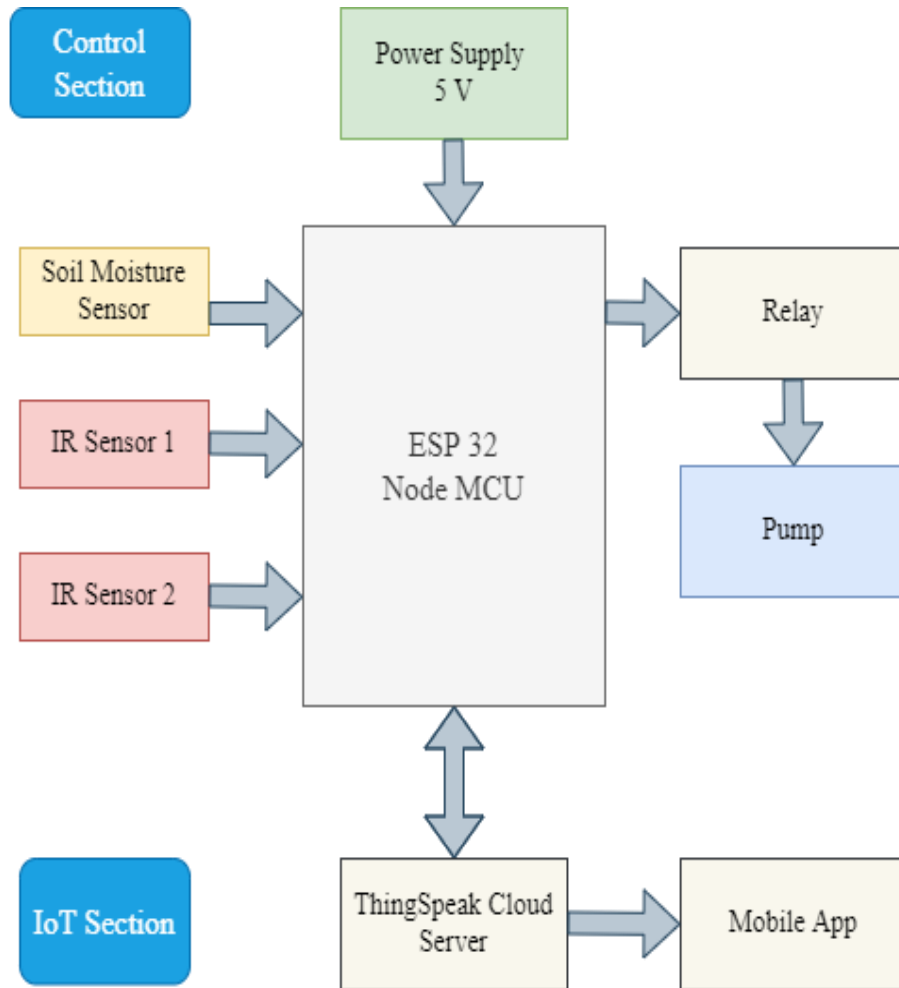 Control
Section
Power Supply
5 V
Soil Moisture
Sensor
Relay
IR Sensor 1
ESP 32
Node MCU
Pump
IR Sensor 2
IoT Section
ThingSpeak Cloud
Server
Mobile App